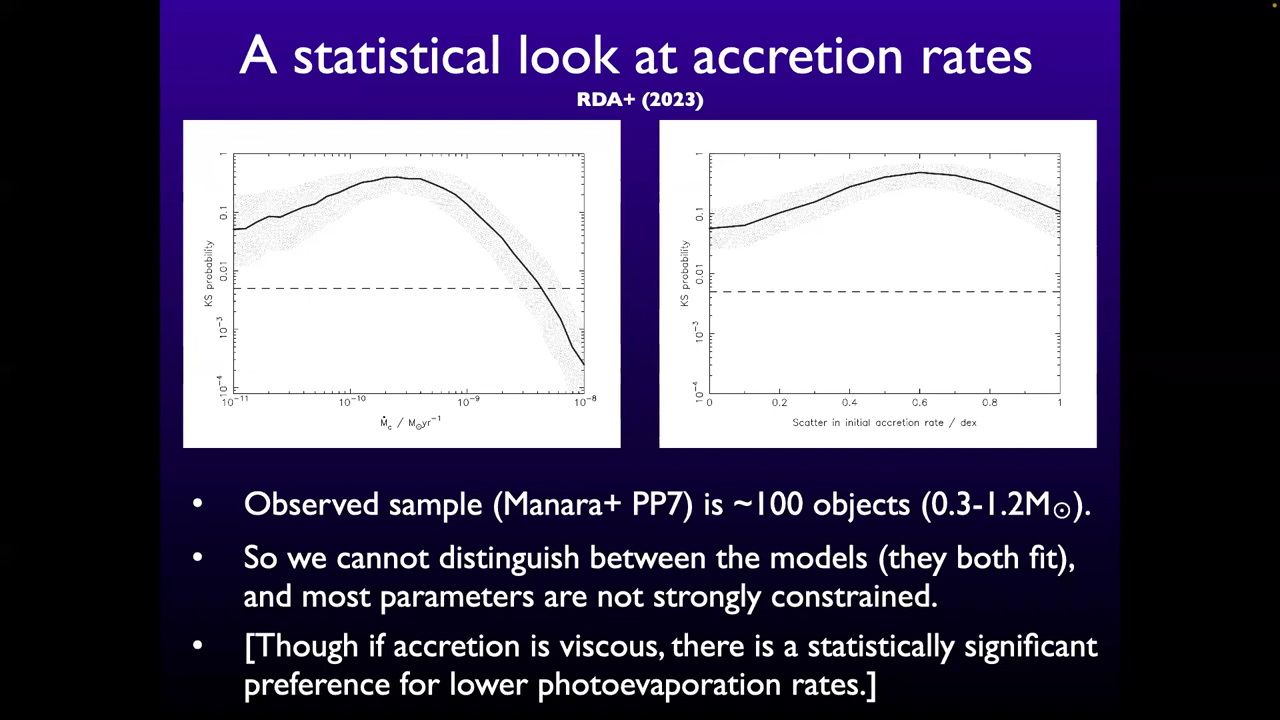 A statistical look at accretion rates
RDA+ (2023)
1
0.1
0.01
10⁻³
10⁻⁴
KS probability
10⁻¹¹ 10⁻¹⁰ 10⁻⁹ 10⁻⁸
Ṁc / M⊙yr⁻¹
1
0.1
0.01
10⁻³
10⁻⁴
KS probability
0 0.2 0.4 0.6 0.8 1
Scatter in initial accretion rate / dex
• Observed sample (Manara+ PP7) is ~100 objects (0.3-1.2M⊙).
• So we cannot distinguish between the models (they both fit),
and most parameters are not strongly constrained.
• [Though if accretion is viscous, there is a statistically significant
preference for lower photoevaporation rates.]